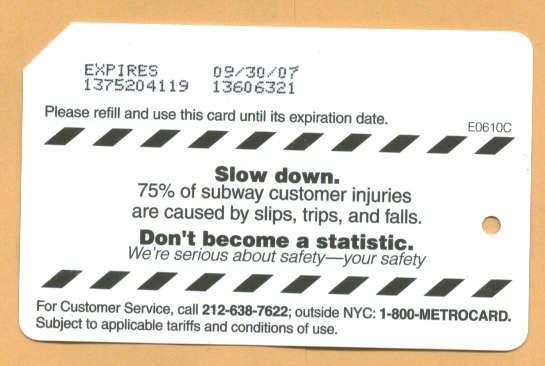 EXPIRES 09/30/07
1375204119 13606321
Please refill and use this card until its expiration date.
E0610C
Slow down.
75% of subway customer injuries
are caused by slips, trips, and falls.
Don't become a statistic.
We're serious about safety—your safety
For Customer Service, call 212-638-7622; outside NYC: 1-800-METROCARD.
Subject to applicable tariffs and conditions of use.